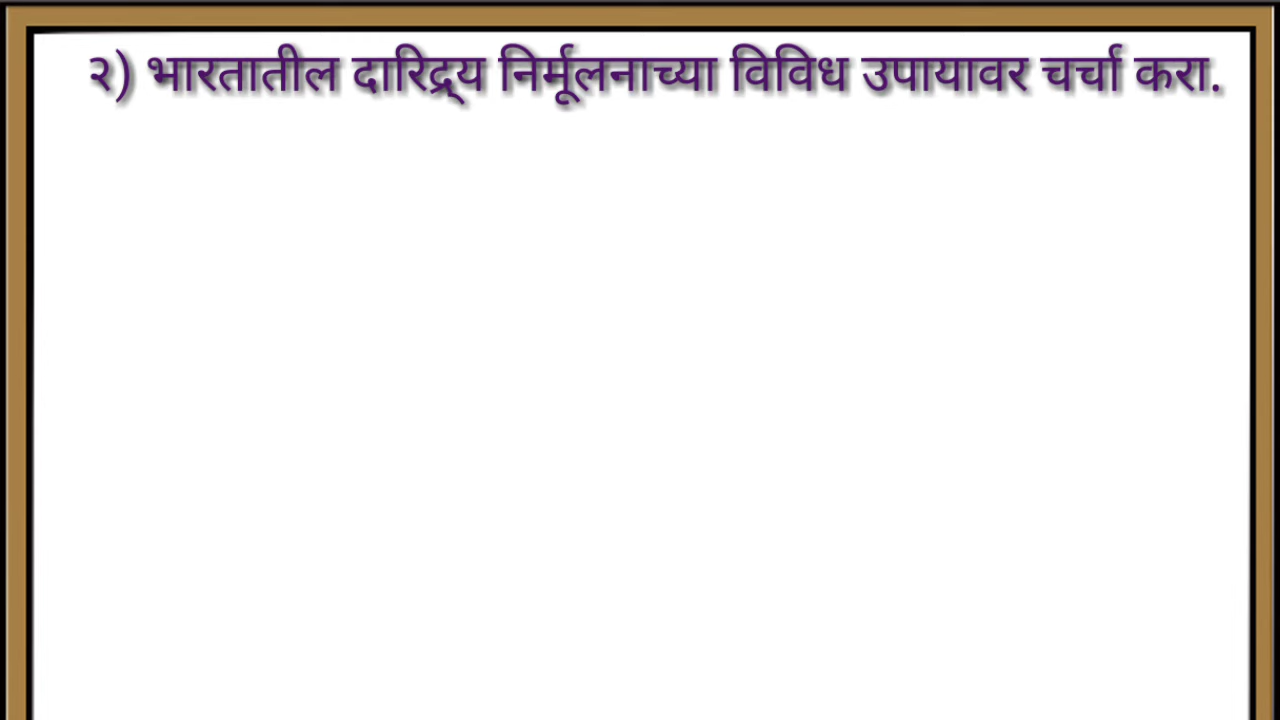 २) भारतातील दारिद्र्य निर्मूलनाच्या विविध उपायावर चर्चा करा.